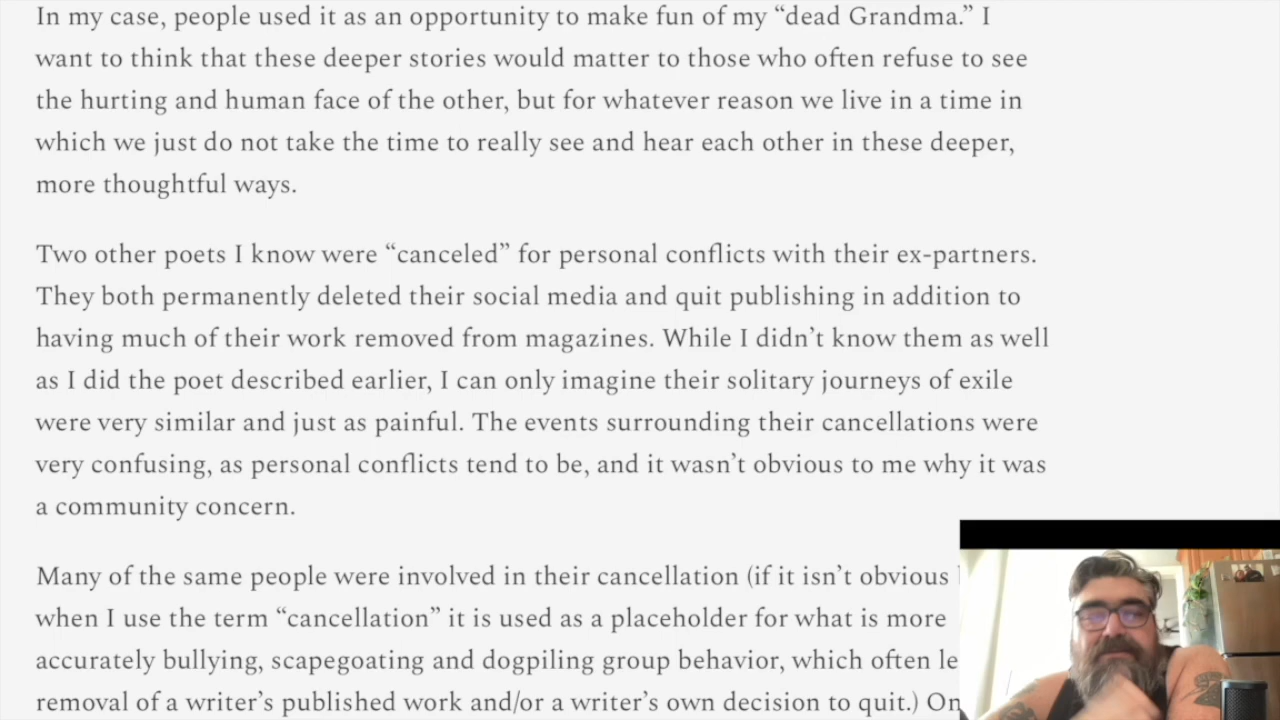 In my case, people used it as an opportunity to make fun of my “dead Grandma.” I
want to think that these deeper stories would matter to those who often refuse to see
the hurting and human face of the other, but for whatever reason we live in a time in
which we just do not take the time to really see and hear each other in these deeper,
more thoughtful ways.
Two other poets I know were “canceled” for personal conflicts with their ex-partners.
They both permanently deleted their social media and quit publishing in addition to
having much of their work removed from magazines. While I didn’t know them as well
as I did the poet described earlier, I can only imagine their solitary journeys of exile
were very similar and just as painful. The events surrounding their cancellations were
very confusing, as personal conflicts tend to be, and it wasn’t obvious to me why it was
a community concern.
Many of the same people were involved in their cancellation (if it isn’t obvious
when I use the term “cancellation” it is used as a placeholder for what is more
accurately bullying, scapegoating and dogpiling group behavior, which often
removal of a writer’s published work and/or a writer’s own decision to quit.)